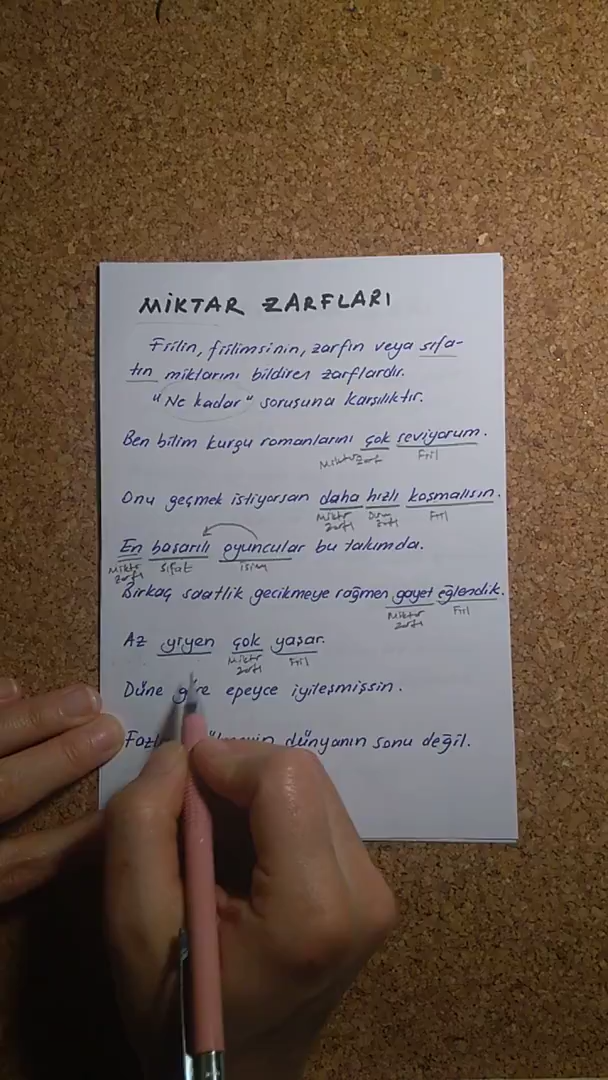 MİKTAR ZARFLARI
Fiilin, fiilimsinin, zarfın veya sıfa-
tın miktarını bildiren zarflardır.
"Ne kadar" sorusuna karşılıktır.
Ben bilim kurgu romanlarını çok seviyorum.
Miktar zarfı Fiil
Onu geçmek istiyorsan daha hızlı koşmalısın.
Miktar zarfı Durum zarfı Fiil
En başarılı oyuncular bu takımda.
Miktar zarfı sıfat isim
Birkaç saatlik gecikmeye rağmen gayet eğlendik.
Miktar zarfı Fiil
Az yiyen çok yaşar.
Miktar zarfı Fiil
Düne göre epeyce iyileşmişsin.
dünyanın sonu değil.